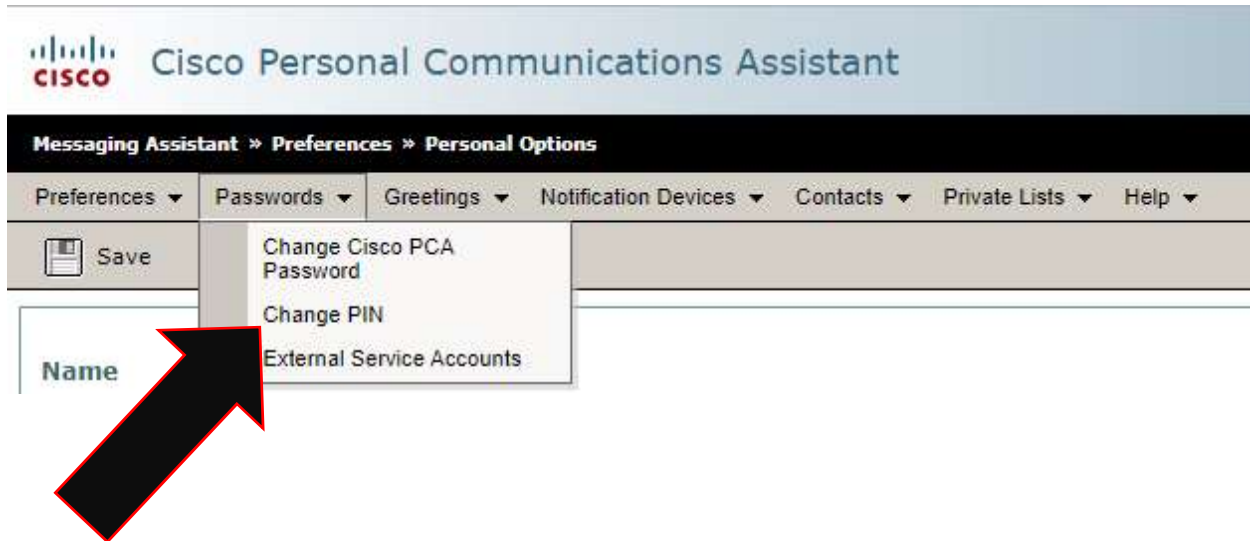 CISCO Cisco Personal Communications Assistant
Messaging Assistant » Preferences » Personal Options
Preferences Passwords Greetings Notification Devices Contacts Private Lists Help
Save
Change Cisco PCA
Password
Change PIN
External Service Accounts
Name